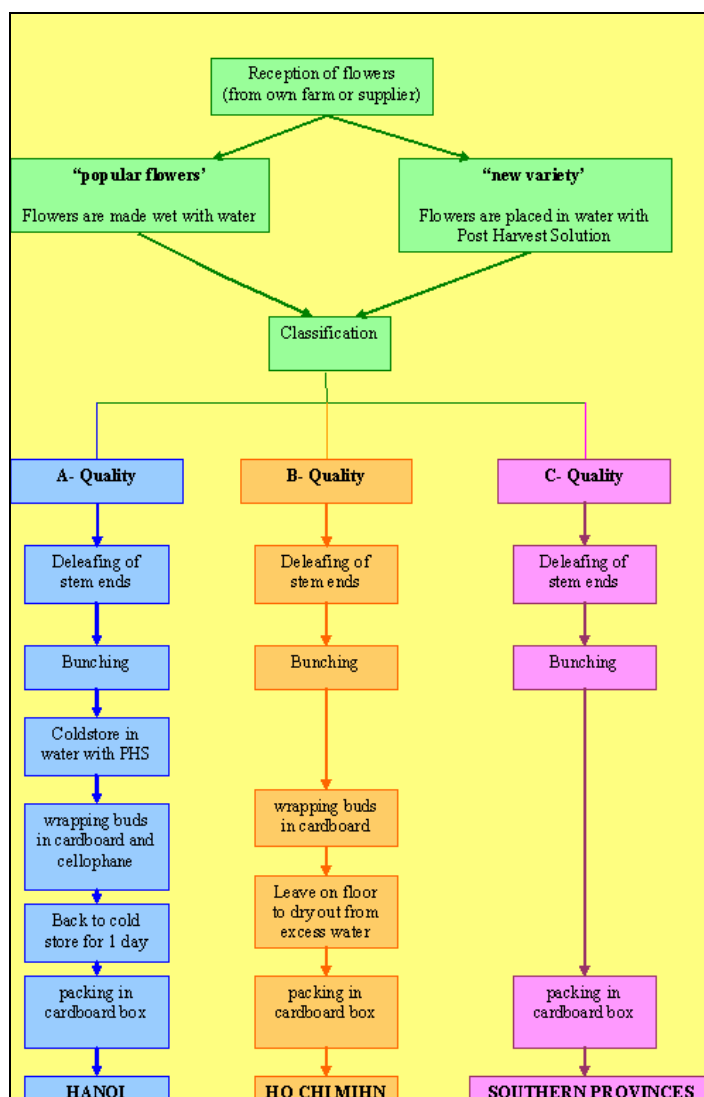 Reception of flowers
(from own farm or supplier)
“popular flowers’
Flowers are made wet with water
“new variety’
Flowers are placed in water with
Post Harvest Solution
Classification
A- Quality
B- Quality
C- Quality
Deleafing of
stem ends
Deleafing of
stem ends
Deleafing of
stem ends
Bunching
Bunching
Bunching
Coldstore in
water with PHS
wrapping buds
in cardboard and
cellophane
wrapping buds
in cardboard
Back to cold
store for 1 day
Leave on floor
to dry out from
excess water
packing in
cardboard box
packing in
cardboard box
packing in
cardboard box
HANOI
HO CHI MIHN
SOUTHERN PROVINCES